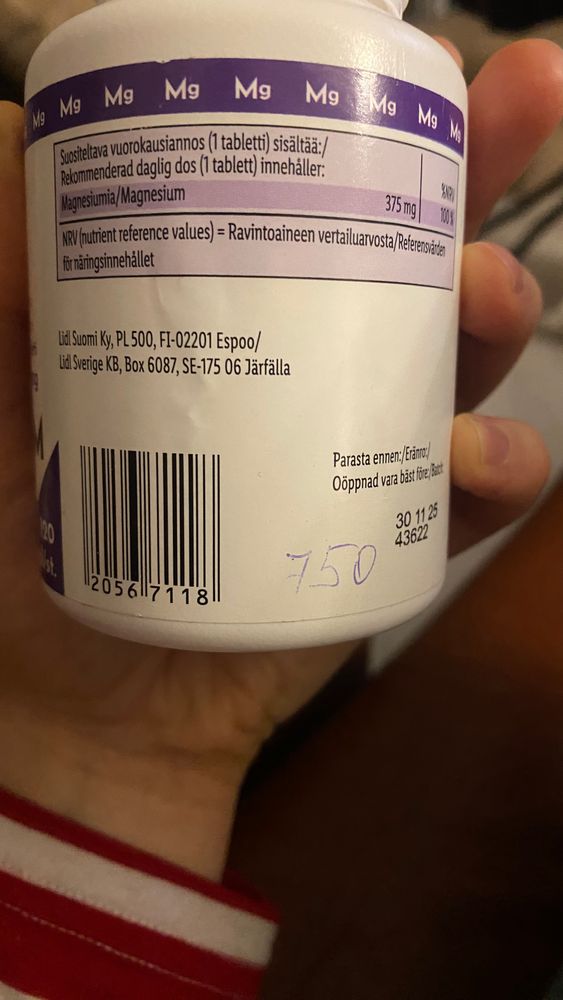 Mg Mg Mg Mg Mg Mg Mg Mg Mg
Suositeltava vuorokausiannos (1 tabletti) sisältää:/
Rekommenderad daglig dos (1 tablett) innehåller:
%NRV
Magnesiumia/Magnesium 375 mg 100 %
NRV (nutrient reference values) = Ravintoaineen vertailuarvosta/Referensvärden
för näringsinnehållet
Lidl Suomi Ky, PL 500, FI-02201 Espoo/
Lidl Sverige KB, Box 6087, SE-175 06 Järfälla
Parasta ennen:/Eränro:/
Oöppnad vara bäst före:/Batch:
30 11 25
43622
750
2056 7118
120